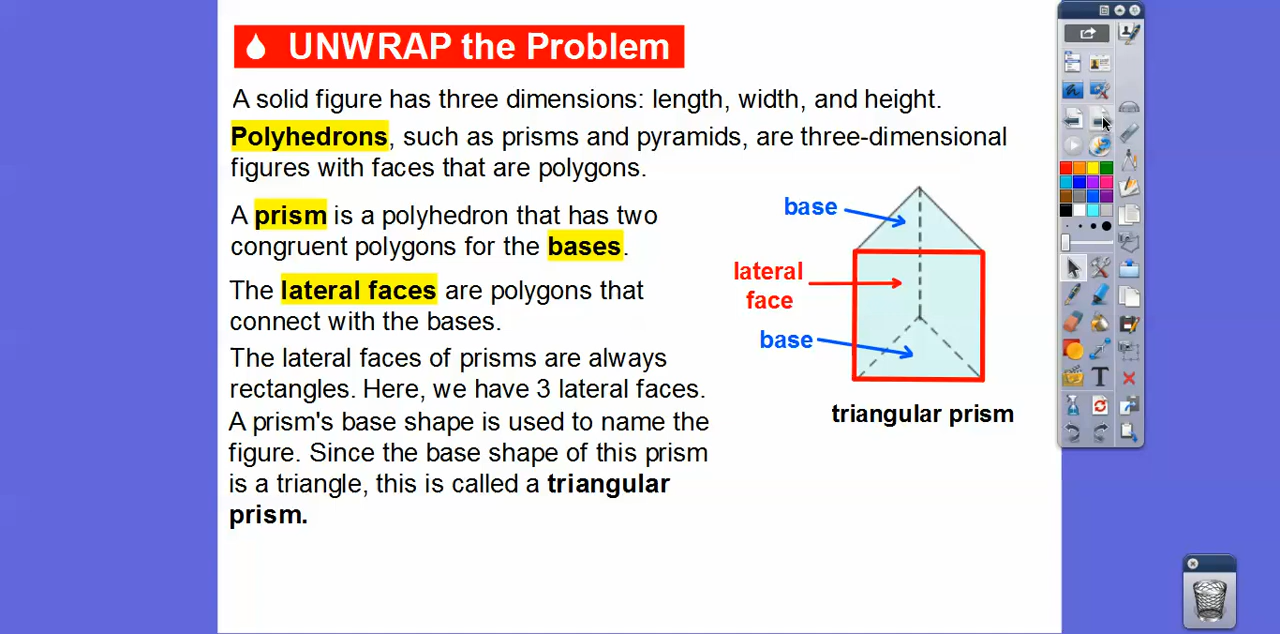 UNWRAP the Problem
A solid figure has three dimensions: length, width, and height.
Polyhedrons, such as prisms and pyramids, are three-dimensional
figures with faces that are polygons.
A prism is a polyhedron that has two
congruent polygons for the bases.
The lateral faces are polygons that
connect with the bases.
The lateral faces of prisms are always
rectangles. Here, we have 3 lateral faces.
A prism's base shape is used to name the
figure. Since the base shape of this prism
is a triangle, this is called a triangular
prism.
base
lateral
face
base
triangular prism
T